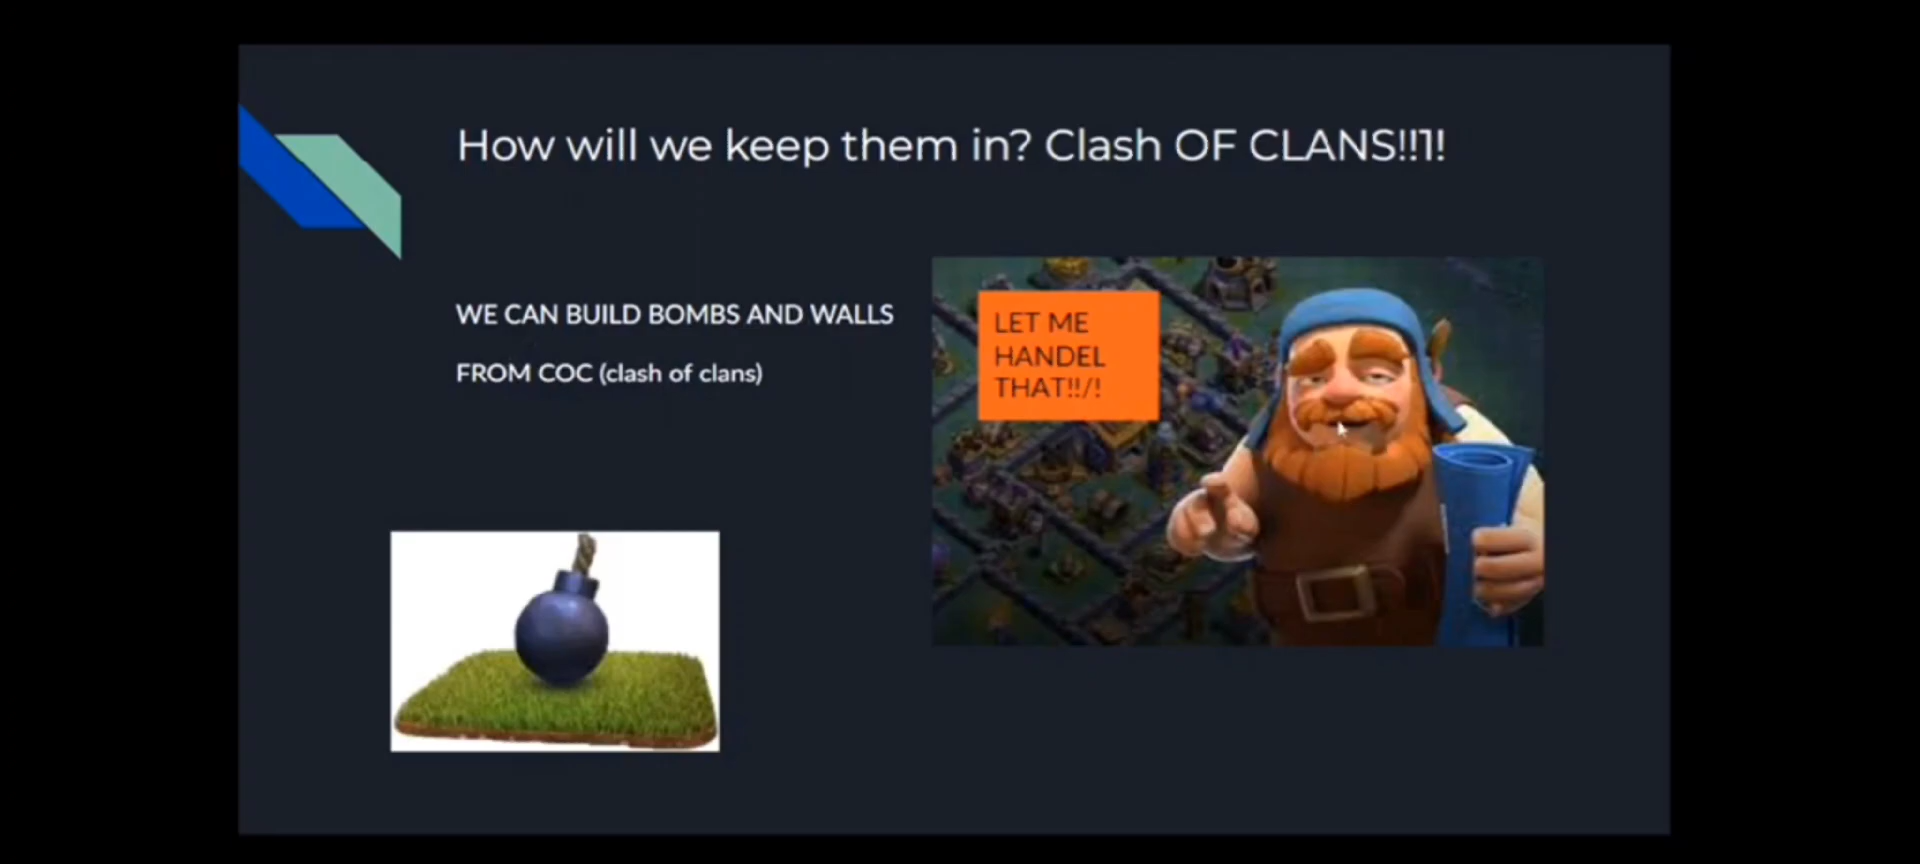 How will we keep them in? Clash OF CLANS!!1!
WE CAN BUILD BOMBS AND WALLS
FROM COC (clash of clans)
LET ME
HANDEL
THAT!!/!